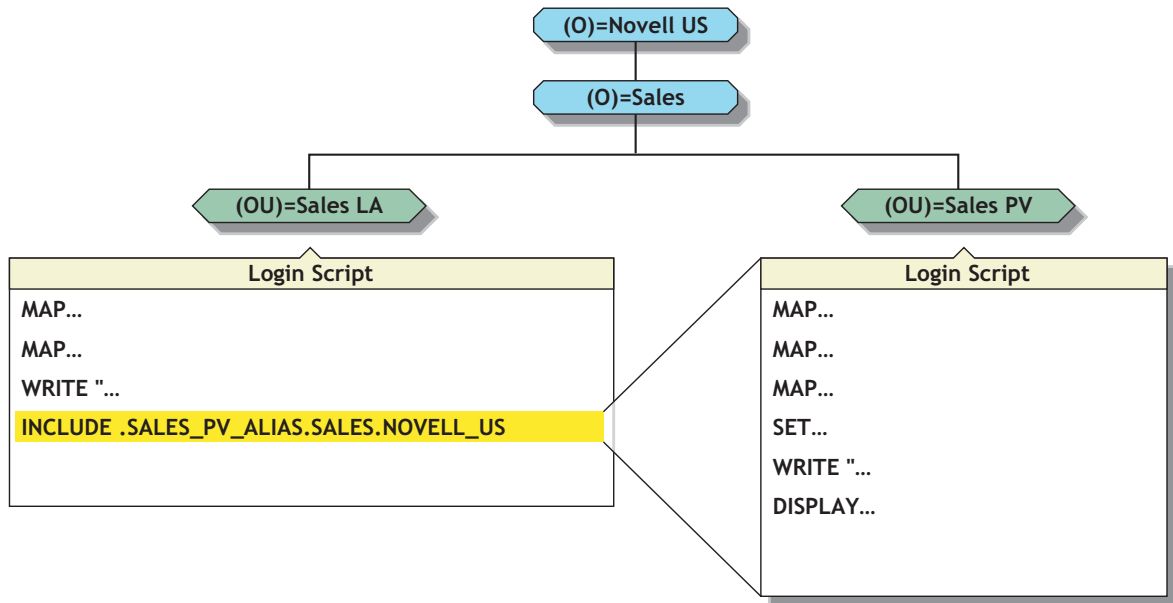 (O)=Novell US
(O)=Sales
(OU)=Sales LA
(OU)=Sales PV
Login Script
MAP…
MAP…
WRITE "…
INCLUDE .SALES_PV_ALIAS.SALES.NOVELL_US
Login Script
MAP…
MAP…
MAP…
SET…
WRITE "…
DISPLAY…